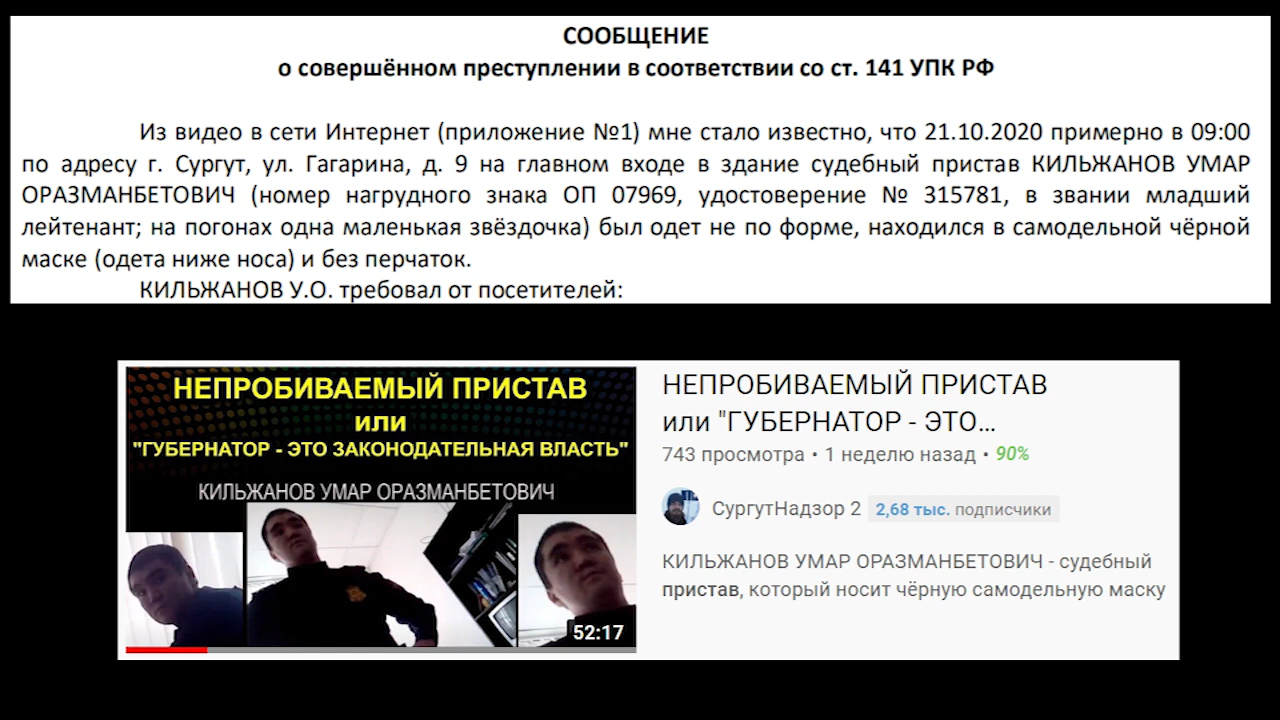 СООБЩЕНИЕ
о совершённом преступлении в соответствии со ст. 141 УПК РФ
Из видео в сети Интернет (приложение №1) мне стало известно, что 21.10.2020 примерно в 09:00
по адресу г. Сургут, ул. Гагарина, д. 9 на главном входе в здание судебный пристав КИЛЬЖАНОВ УМАР
ОРАЗМАНБЕТОВИЧ (номер нагрудного знака ОП 07969, удостоверение № 315781, в звании младший
лейтенант; на погонах одна маленькая звёздочка) был одет не по форме, находился в самодельной чёрной
маске (одета ниже носа) и без перчаток.
КИЛЬЖАНОВ У.О. требовал от посетителей:
НЕПРОБИВАЕМЫЙ ПРИСТАВ
или
"ГУБЕРНАТОР - ЭТО ЗАКОНОДАТЕЛЬНАЯ ВЛАСТЬ"
КИЛЬЖАНОВ УМАР ОРАЗМАНБЕТОВИЧ
52:17
НЕПРОБИВАЕМЫЙ ПРИСТАВ
или "ГУБЕРНАТОР - ЭТО...
743 просмотра • 1 неделю назад • 90%
СургутНадзор 2 2,68 тыс. подписчики
КИЛЬЖАНОВ УМАР ОРАЗМАНБЕТОВИЧ - судебный
пристав, который носит чёрную самодельную маску